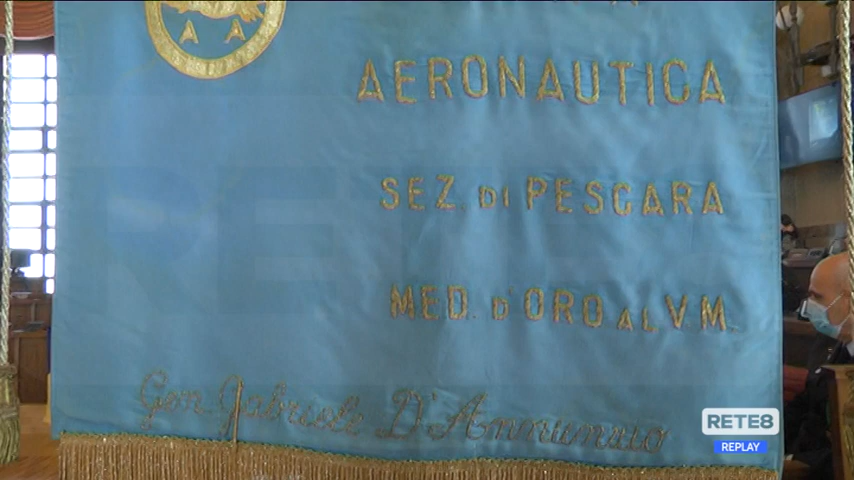 A A
AERONAUTICA
SEZ. DI PESCARA
MED. D'ORO AL V.M.
Gen. Gabriele D'Annunzio
RETE8
REPLAY